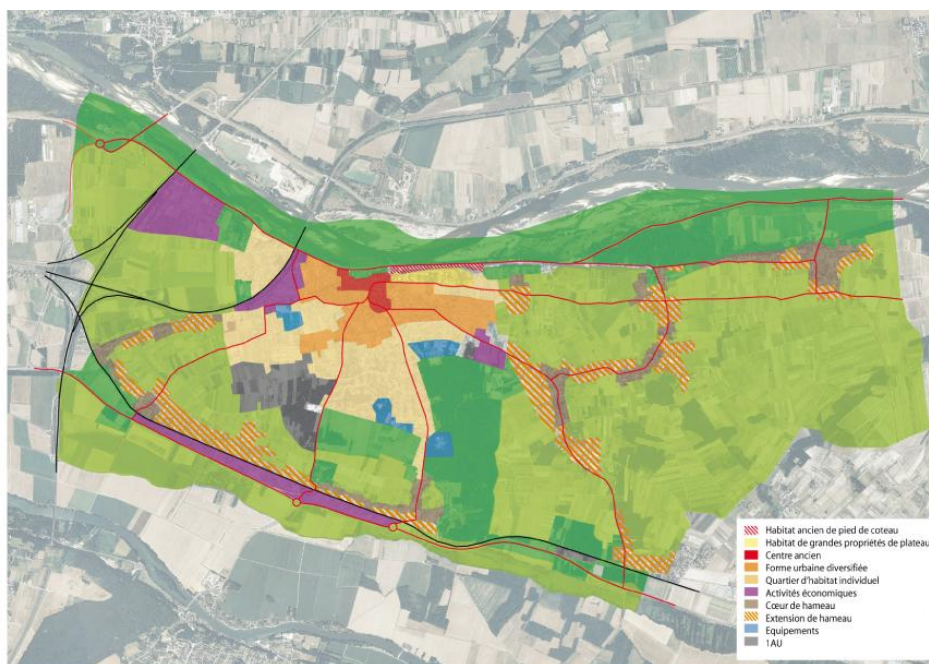 Habitat ancien de pied de coteau
Habitat de grandes propriétés de plateau
Centre ancien
Forme urbaine diversifiée
Quartier d'habitat individuel
Activités économiques
Cœur de hameau
Extension de hameau
Equipements
1AU